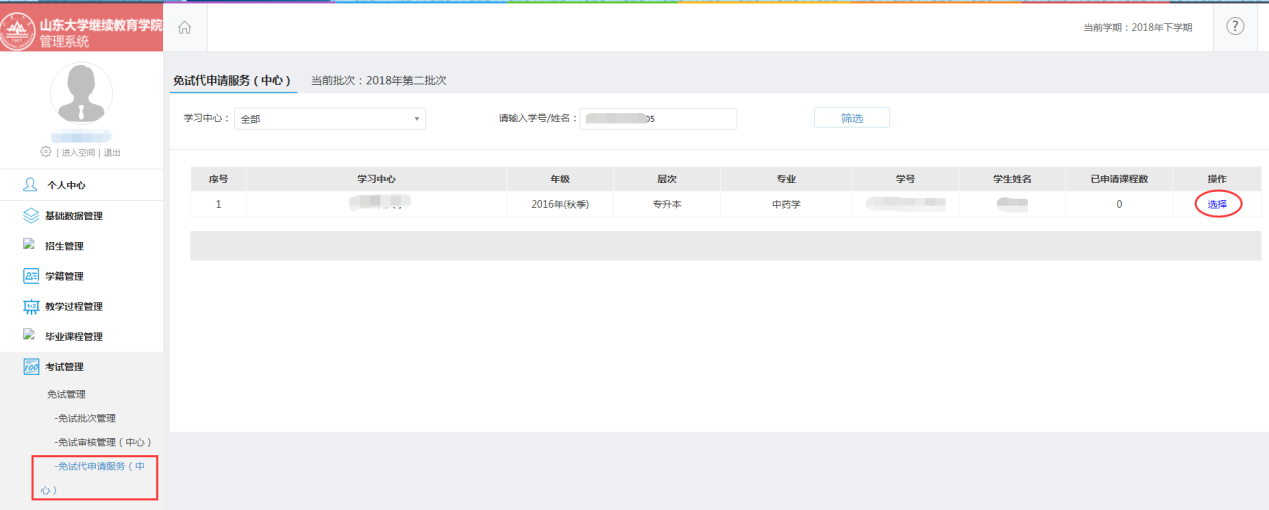 山东大学继续教育学院
管理系统
当前学期：2018年下学期
?
进入空间 | 退出
免试代申请服务（中心）
当前批次：2018年第二批次
学习中心：
全部
请输入学号/姓名：
05
筛选
序号 学习中心 年级 层次 专业 学号 学生姓名 已申请课程数 操作
1 2016年(秋季) 专升本 中药学 0 选择
个人中心
基础数据管理
招生管理
学籍管理
教学过程管理
毕业课程管理
100
考试管理
免试管理
-免试批次管理
-免试审核管理（中心）
-免试代申请服务（中
心）